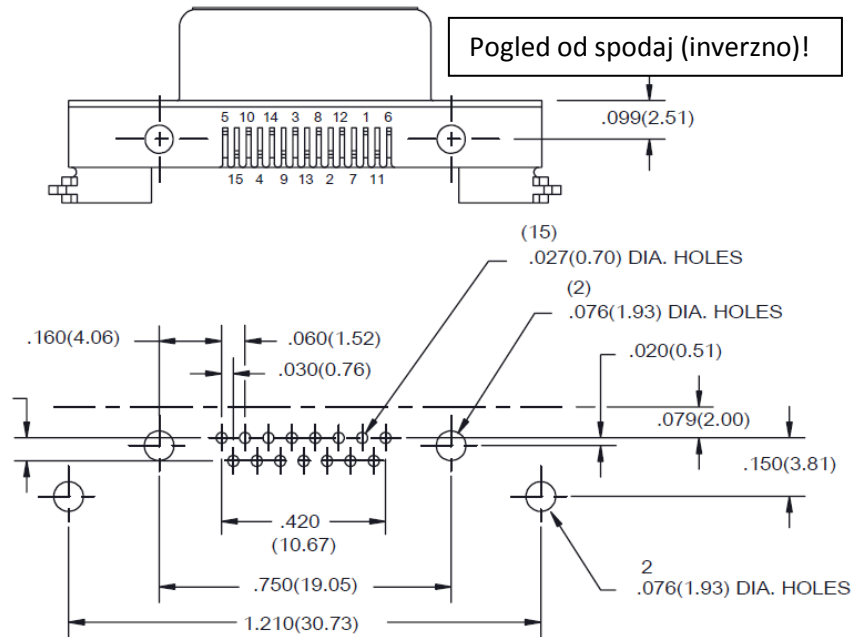 Pogled od spodaj (inverzno)!
.099(2.51)
5 10 14 3 8 12 1 6
15 4 9 13 2 7 11
(15)
.027(0.70) DIA. HOLES
(2)
.076(1.93) DIA. HOLES
.160(4.06)
.060(1.52)
.030(0.76)
.020(0.51)
.079(2.00)
.150(3.81)
.420
(10.67)
.750(19.05)
1.210(30.73)
2
.076(1.93) DIA. HOLES